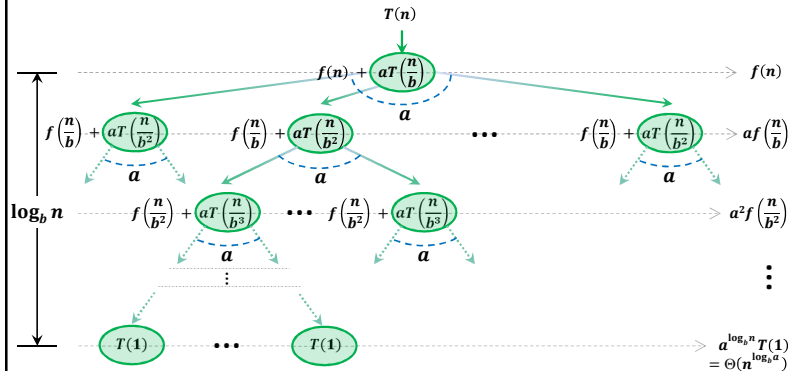 T(n)
f(n) + aT(n/b) f(n)
a
f(n/b) + aT(n/b²) f(n/b) + aT(n/b²) ••• f(n/b) + aT(n/b²) af(n/b)
a a a
log_b n f(n/b²) + aT(n/b³) ••• f(n/b²) + aT(n/b³) a²f(n/b²)
a a
⋮ ⋮
T(1) ••• T(1) a^(log_b n) T(1)
= Θ(n^(log_b a))